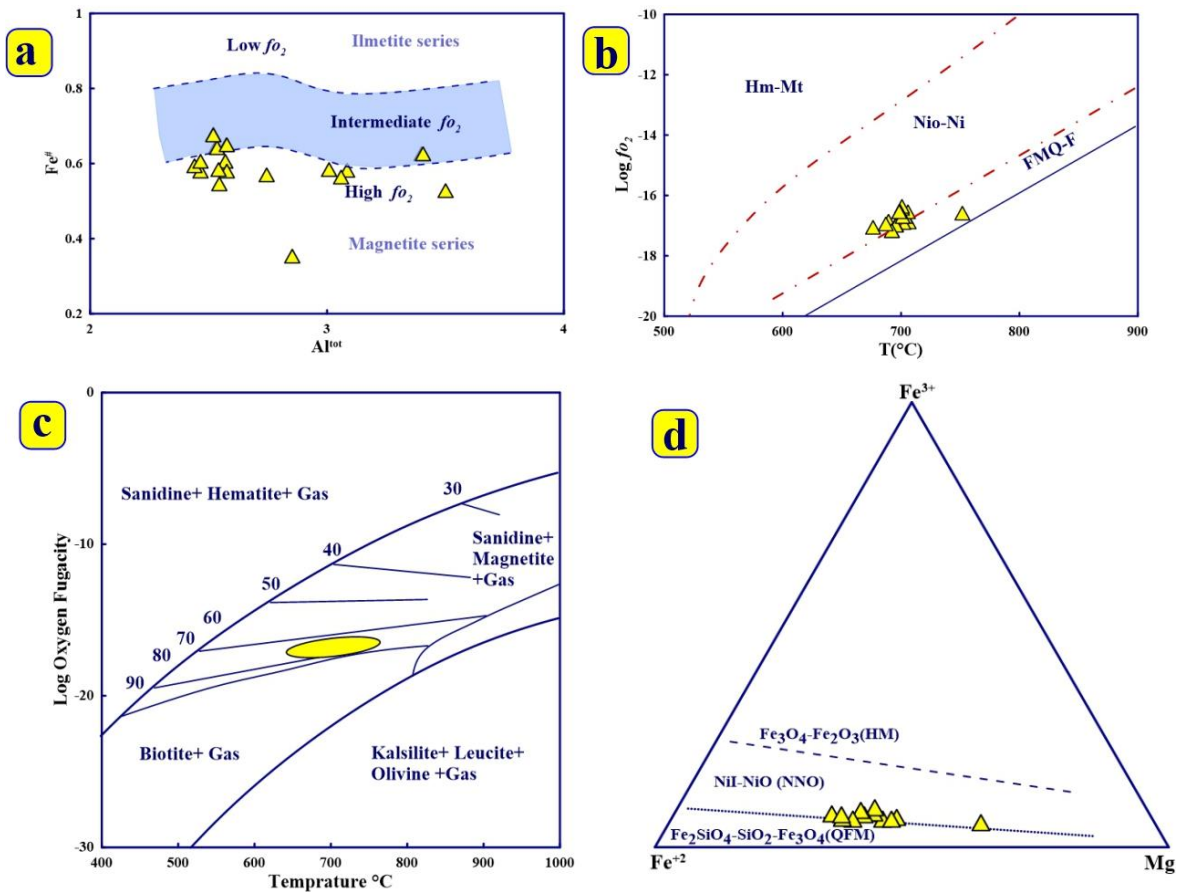 a
1
0.8
0.6
0.4
0.2
Fe#
Low fo2
Ilmetite series
Intermediate fo2
High fo2
Magnetite series
2
3
4
Altot
b
-10
-12
-14
-16
-18
-20
Log fo2
Hm-Mt
Nio-Ni
FMQ-F
500
600
700
800
900
T(°C)
c
0
-10
-20
-30
Log Oxygen Fugacity
Sanidine+ Hematite+ Gas
30
40
50
60
70
80
90
Sanidine+
Magnetite
+Gas
Biotite+ Gas
Kalsilite+ Leucite+
Olivine +Gas
400
500
600
700
800
900
1000
Temprature °C
d
Fe3+
Fe3O4-Fe2O3(HM)
NiI-NiO (NNO)
Fe2SiO4-SiO2-Fe3O4(QFM)
Fe+2
Mg